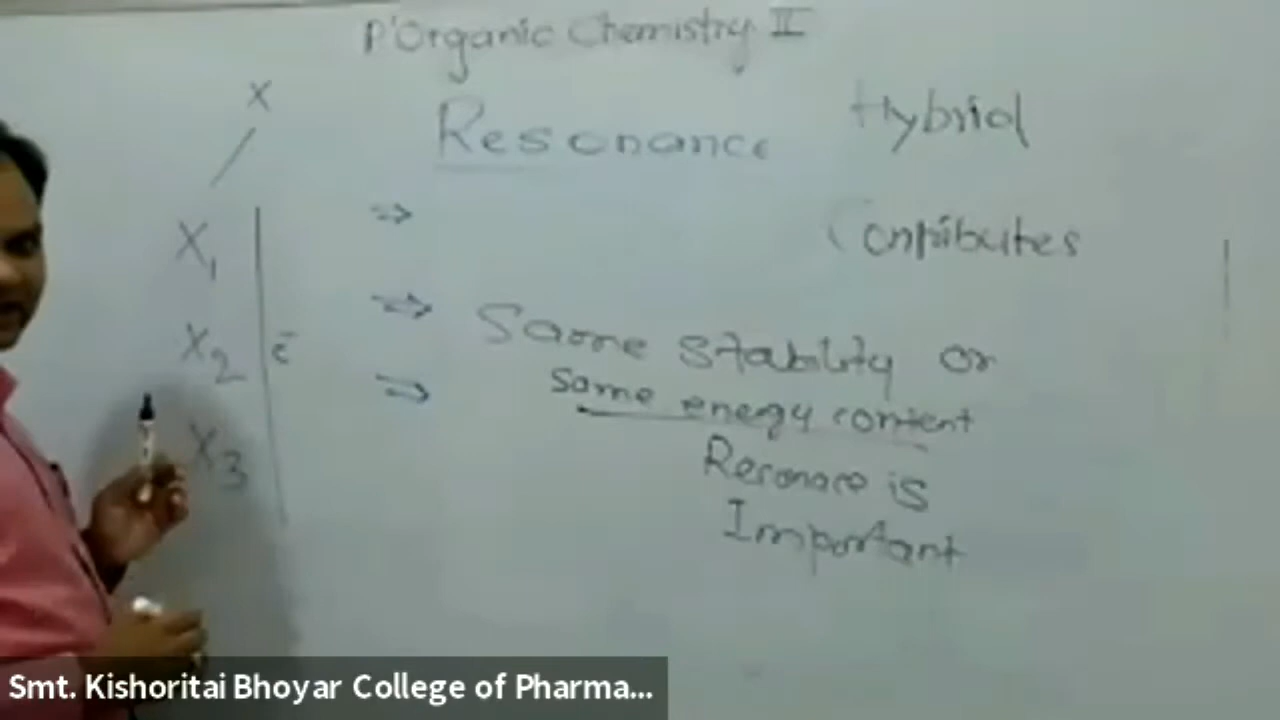 P'Organic Chemistry II
X
Resonance
Hybrid
X1
⇒
Contributes
⇒ Same stability or
X2
e-
⇒ same energy content
X3
Resonace is
Important
Smt. Kishoritai Bhoyar College of Pharma...